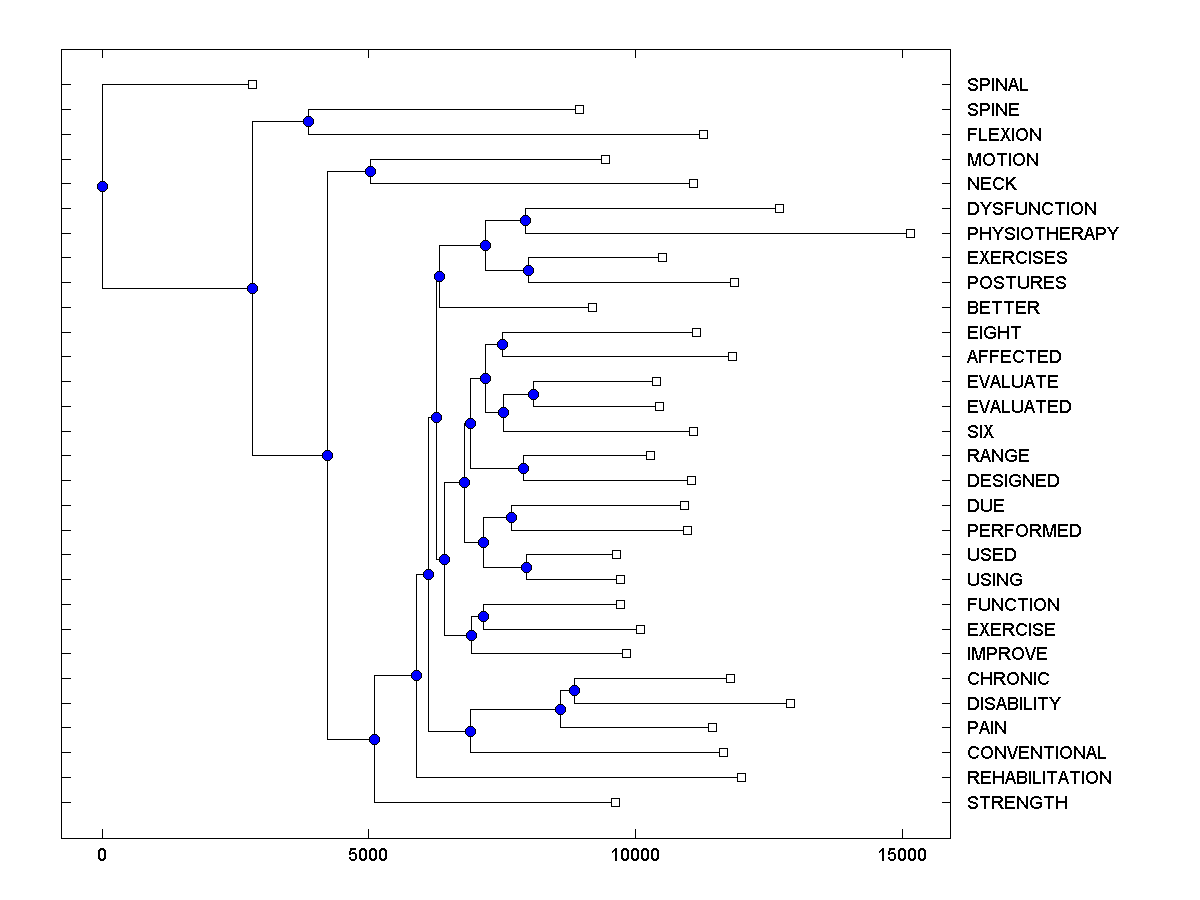 SPINAL
SPINE
FLEXION
MOTION
NECK
DYSFUNCTION
PHYSIOTHERAPY
EXERCISES
POSTURES
BETTER
EIGHT
AFFECTED
EVALUATE
EVALUATED
SIX
RANGE
DESIGNED
DUE
PERFORMED
USED
USING
FUNCTION
EXERCISE
IMPROVE
CHRONIC
DISABILITY
PAIN
CONVENTIONAL
REHABILITATION
STRENGTH
0 5000 10000 15000